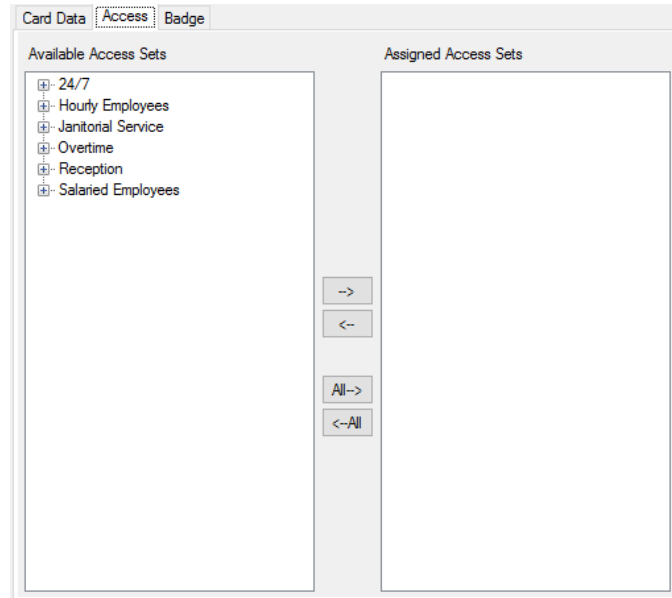 Card Data Access Badge
Available Access Sets Assigned Access Sets
24/7
Hourly Employees
Janitorial Service
Overtime
Reception
Salaried Employees
-->
<--
All-->
<--All